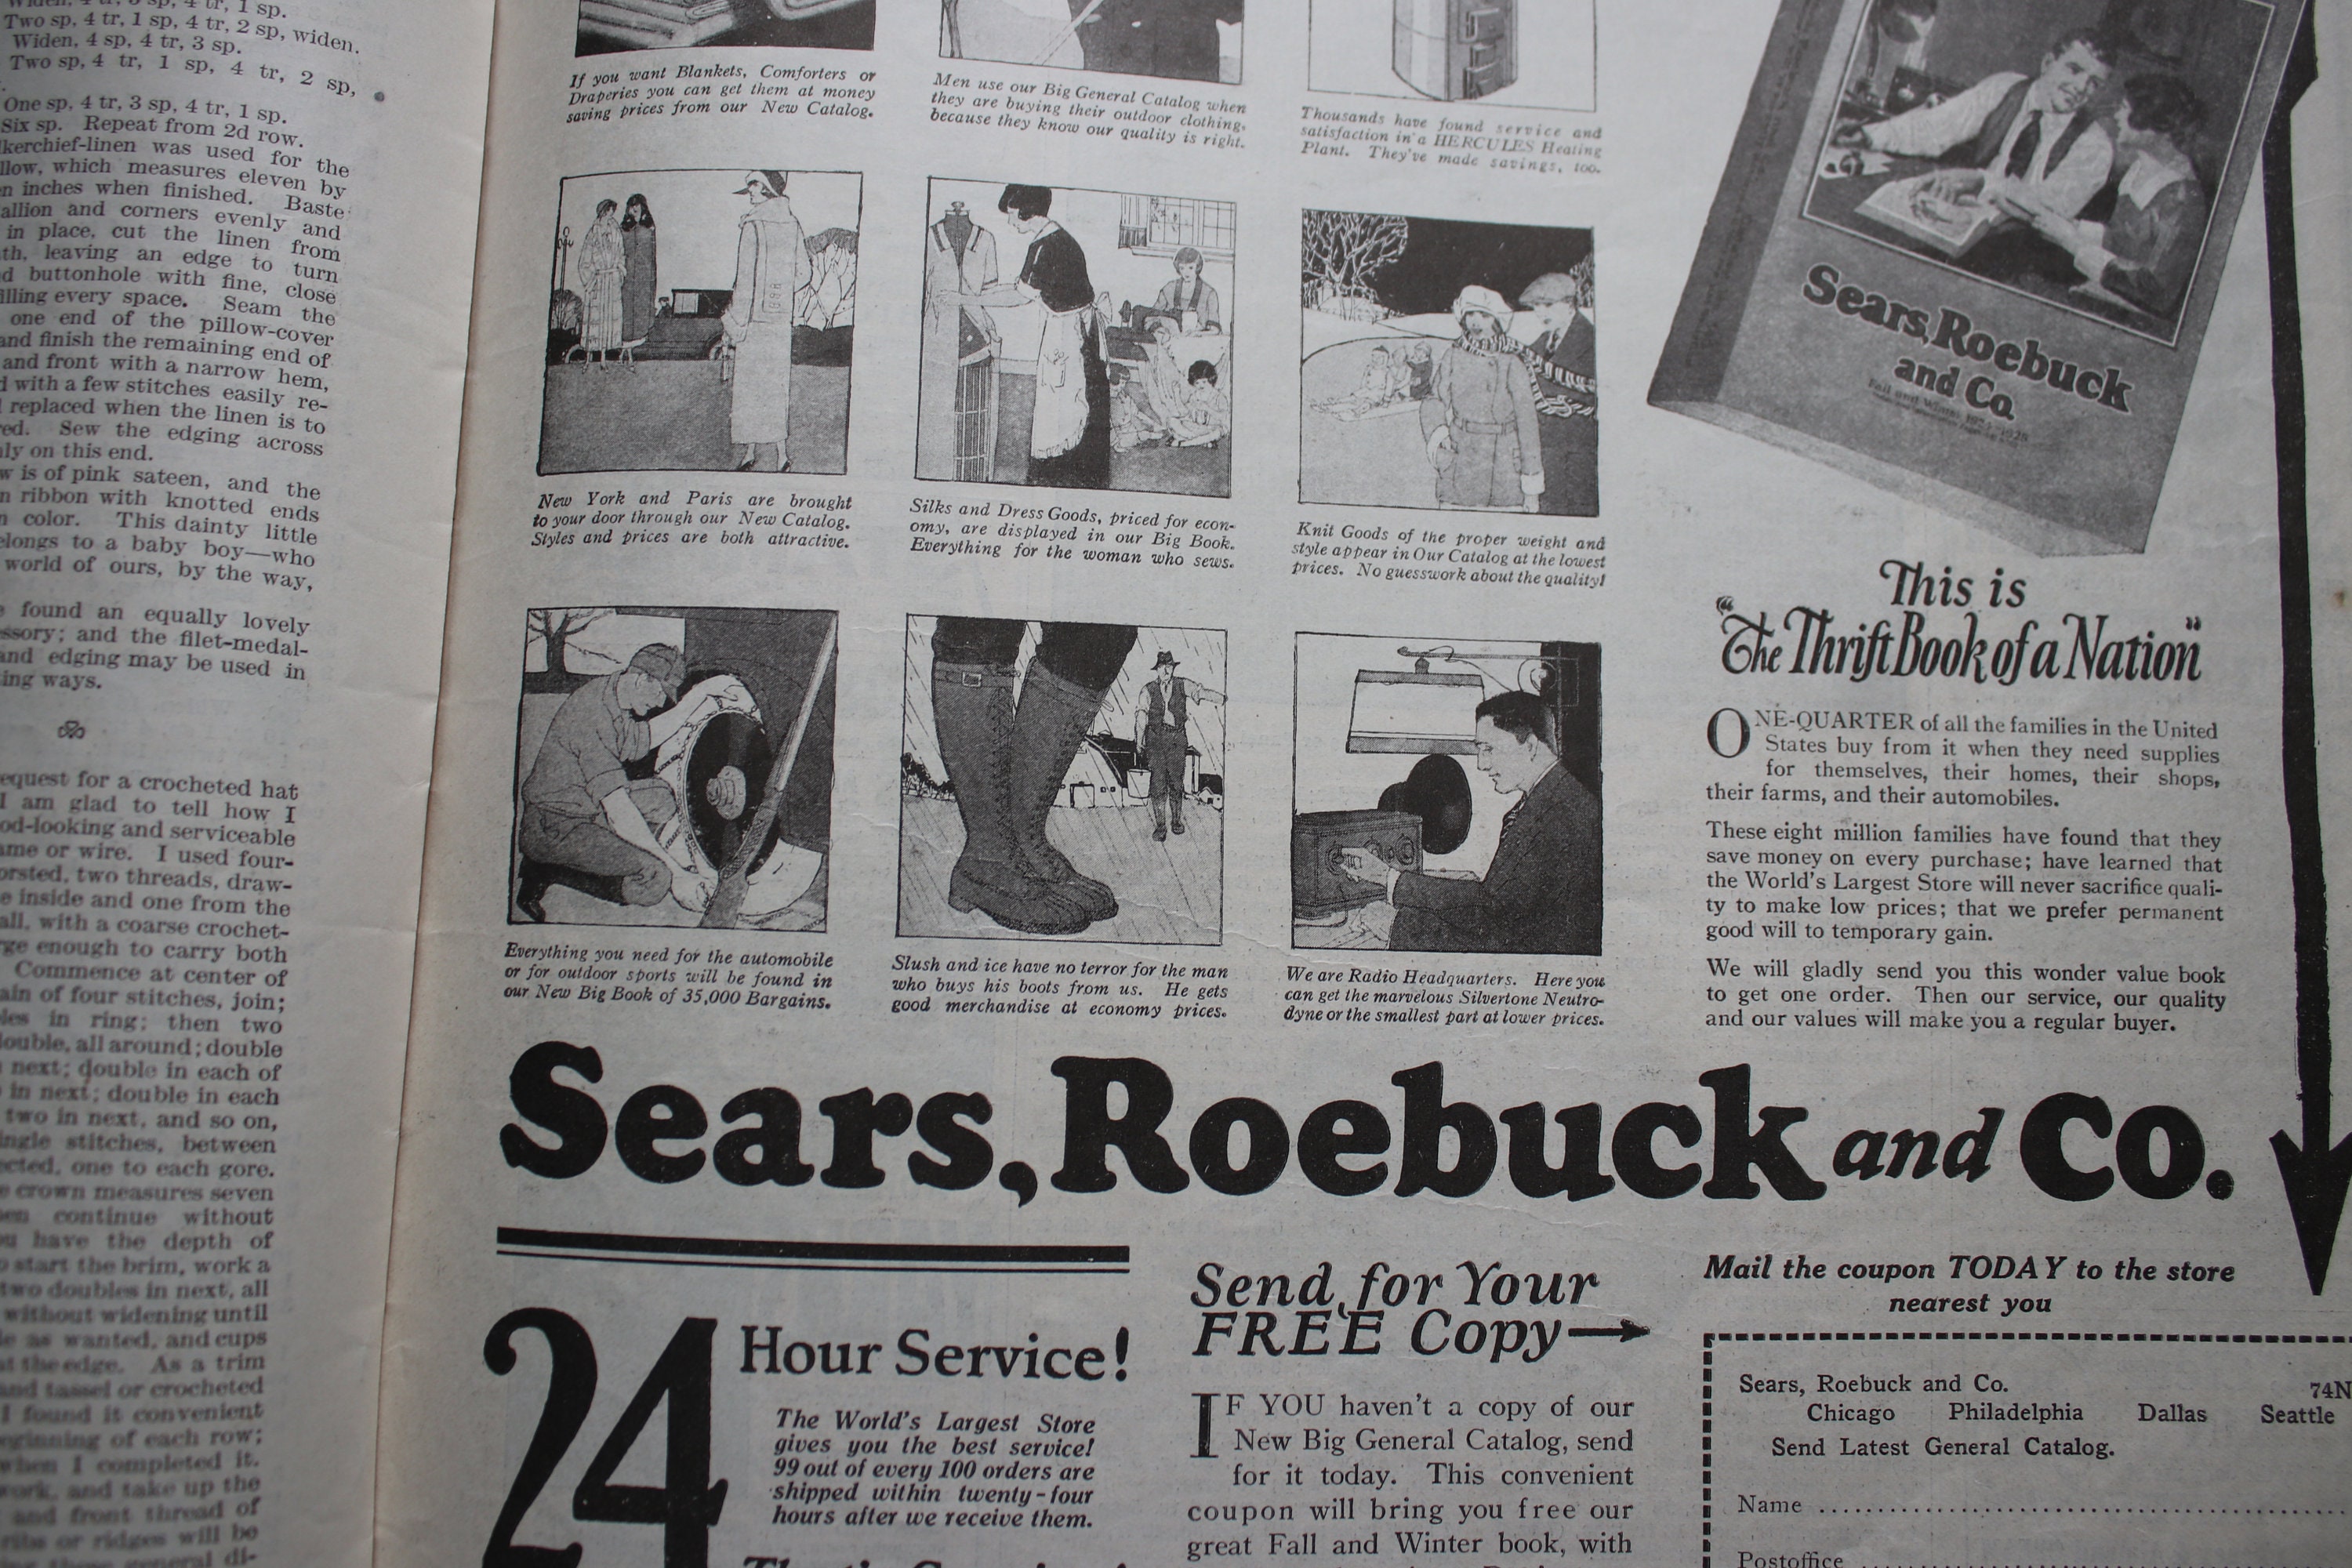 4 tr, 1 sp.
Two sp, 4 tr, 1 sp, 4 tr, 2 sp, widen.
Widen, 4 sp, 4 tr, 3 sp.
Two sp, 4 tr, 1 sp, 4 tr, 2 sp,
One sp, 4 tr, 3 sp, 4 tr, 1 sp.
Six sp. Repeat from 2d row.
kerchief-linen was used for the
llow, which measures eleven by
n inches when finished. Baste
allion and corners evenly and
in place, cut the linen from
th, leaving an edge to turn
d buttonhole with fine, close
illing every space. Seam the
one end of the pillow-cover
and finish the remaining end of
and front with a narrow hem,
d with a few stitches easily re-
l replaced when the linen is to
red. Sew the edging across
nly on this end.
w is of pink sateen, and the
n ribbon with knotted ends
n color. This dainty little
elongs to a baby boy—who
world of ours, by the way,
found an equally lovely
ssory; and the filet-medal-
and edging may be used in
ing ways.
equest for a crocheted hat
I am glad to tell how I
od-looking and serviceable
ame or wire. I used four-
orsted, two threads, draw-
e inside and one from the
all, with a coarse crochet-
rge enough to carry both
Commence at center of
ain of four stitches, join;
les in ring; then two
louble, all around; double
next; double in each of
in next; double in each
two in next, and so on,
ingle stitches, between
ected, one to each gore.
e crown measures seven
en continue without
ou have the depth of
o start the brim, work a
two doubles in next, all
without widening until
le as wanted, and cups
at the edge. As a trim
and tassel or crocheted
I found it convenient
eginning of each row;
when I completed it.
work, and take up the
and front thread of
ribs or ridges will be
ing these general di-
If you want Blankets, Comforters or
Draperies you can get them at money
saving prices from our New Catalog.
Men use our Big General Catalog when
they are buying their outdoor clothing,
because they know our quality is right.
Thousands have found service and
satisfaction in a HERCULES Heating
Plant. They've made savings, too.
New York and Paris are brought
to your door through our New Catalog.
Styles and prices are both attractive.
Silks and Dress Goods, priced for econ-
omy, are displayed in our Big Book.
Everything for the woman who sews.
Knit Goods of the proper weight and
style appear in Our Catalog at the lowest
prices. No guesswork about the quality!
Everything you need for the automobile
or for outdoor sports will be found in
our New Big Book of 35,000 Bargains.
Slush and ice have no terror for the man
who buys his boots from us. He gets
good merchandise at economy prices.
We are Radio Headquarters. Here you
can get the marvelous Silvertone Neutro-
dyne or the smallest part at lower prices.
Sears, Roebuck
and Co.
Fall and Winter 1924-1925
This is
"The Thrift Book of a Nation"
ONE-QUARTER of all the families in the United
States buy from it when they need supplies
for themselves, their homes, their shops,
their farms, and their automobiles.
These eight million families have found that they
save money on every purchase; have learned that
the World's Largest Store will never sacrifice quali-
ty to make low prices; that we prefer permanent
good will to temporary gain.
We will gladly send you this wonder value book
to get one order. Then our service, our quality
and our values will make you a regular buyer.
Sears, Roebuck and Co.
24 Hour Service!
The World's Largest Store
gives you the best service!
99 out of every 100 orders are
shipped within twenty-four
hours after we receive them.
Send for Your
FREE Copy
IF YOU haven't a copy of our
New Big General Catalog, send
for it today. This convenient
coupon will bring you free our
great Fall and Winter book, with
Mail the coupon TODAY to the store
nearest you
Sears, Roebuck and Co. 74N
Chicago Philadelphia Dallas Seattle
Send Latest General Catalog.
Name
Postoffice